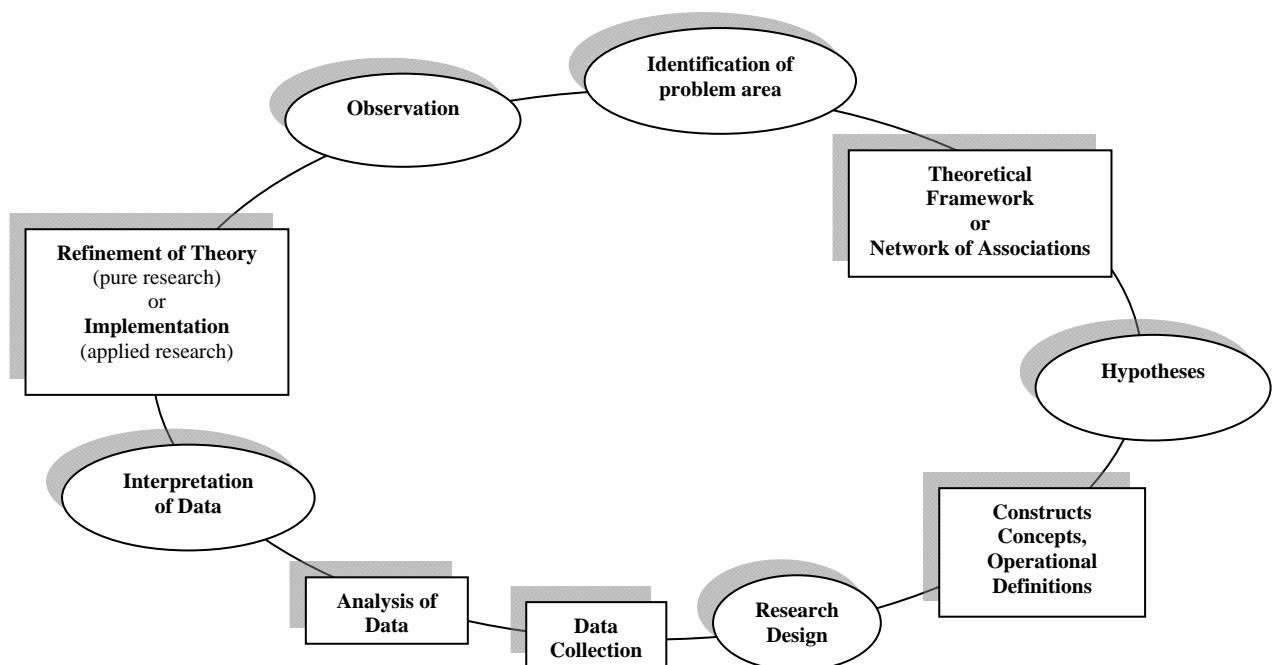 Identification of
problem area
Observation
Theoretical
Framework
or
Network of Associations
Refinement of Theory
(pure research)
or
Implementation
(applied research)
Hypotheses
Interpretation
of Data
Constructs
Concepts,
Operational
Definitions
Analysis of
Data
Data
Collection
Research
Design